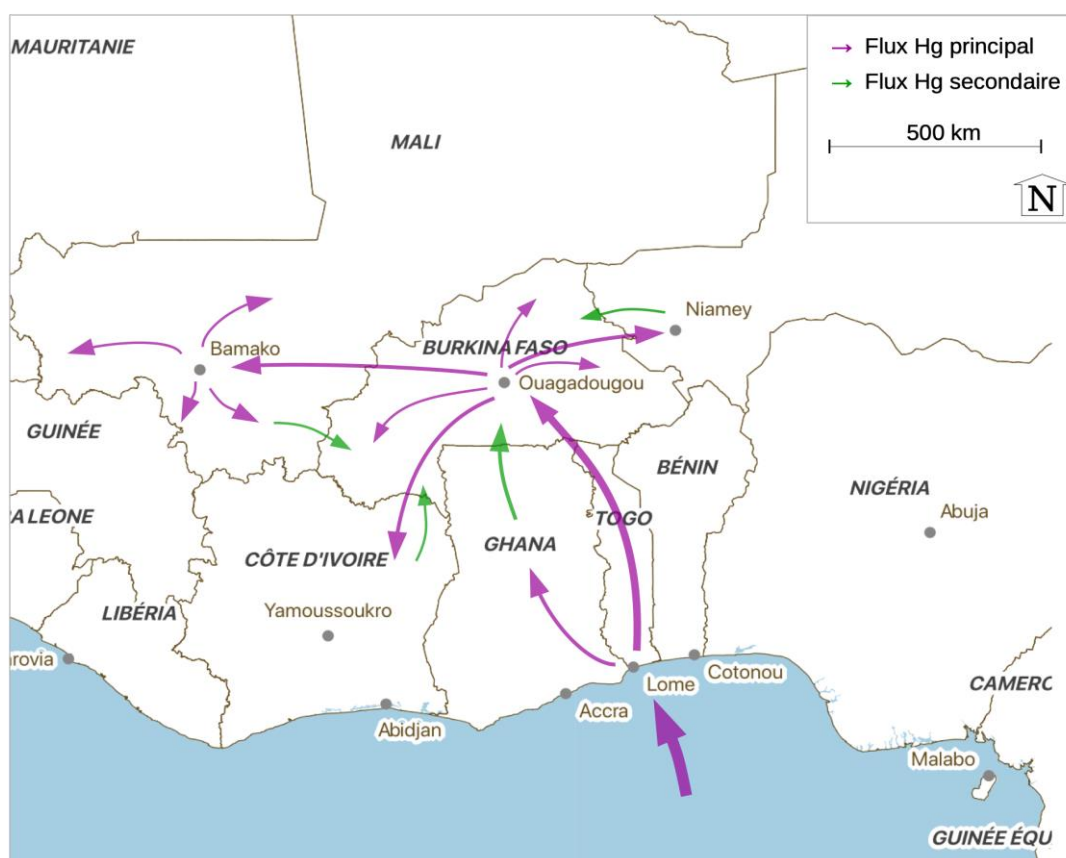 MAURITANIE
→ Flux Hg principal
→ Flux Hg secondaire
500 km
N
MALI
Niamey
Bamako
BURKINA FASO
Ouagadougou
GUINÉE
BÉNIN
NIGÉRIA
Abuja
A LEONE
TOGO
GHANA
CÔTE D'IVOIRE
LIBÉRIA
Yamoussoukro
rovia
Lome
Cotonou
CAMERC
Accra
Abidjan
Malabo
GUINÉE ÉQU